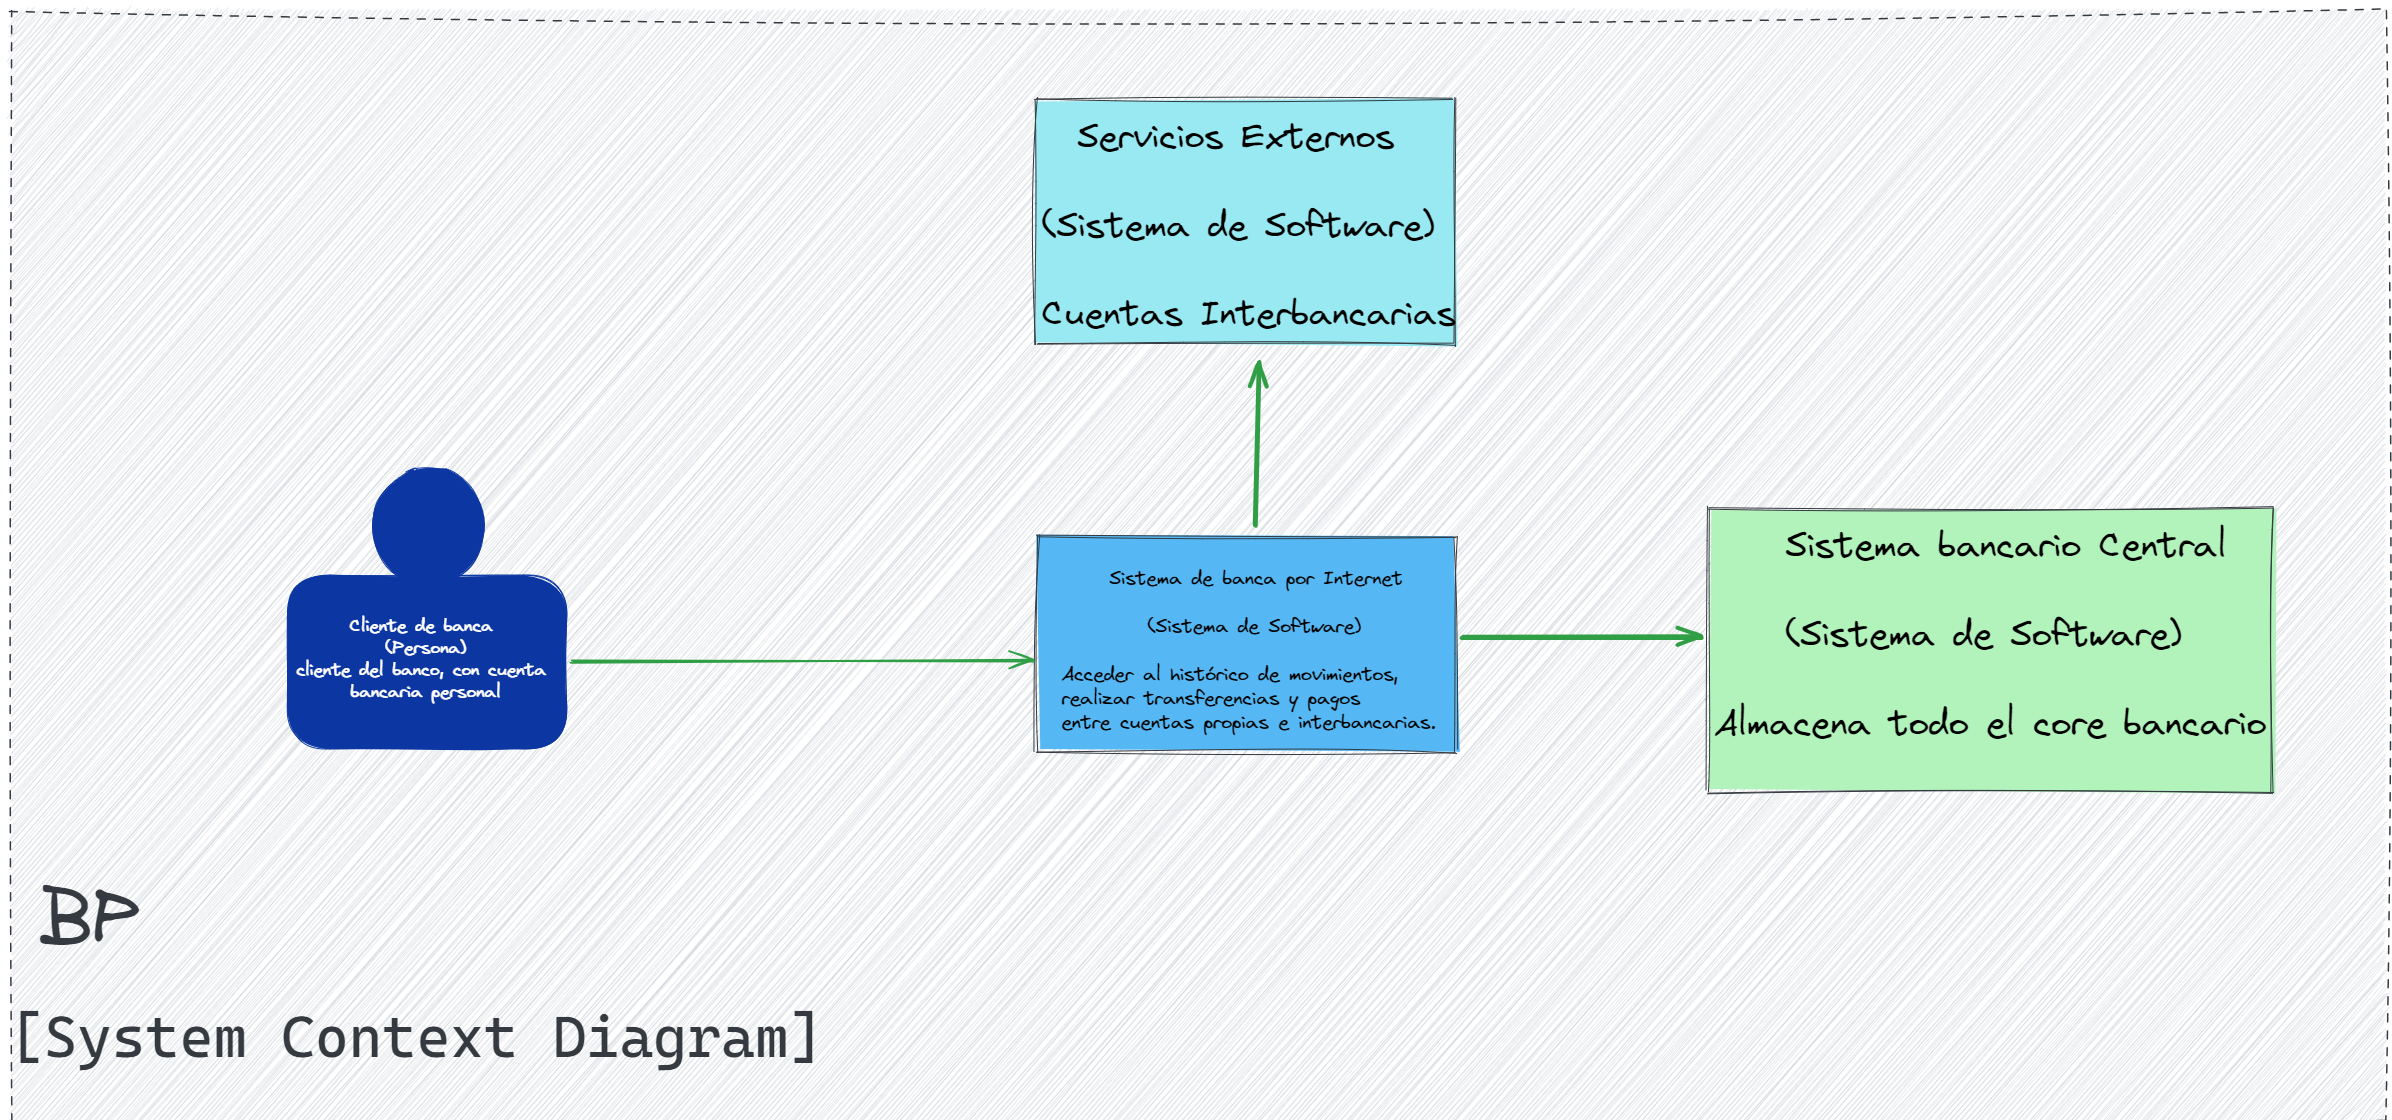 Servicios Externos
(Sistema de Software)
Cuentas Interbancarias
Cliente de banca
(Persona)
cliente del banco, con cuenta
bancaria personal
Sistema de banca por Internet
(Sistema de Software)
Acceder al histórico de movimientos,
realizar transferencias y pagos
entre cuentas propias e interbancarias.
Sistema bancario Central
(Sistema de Software)
Almacena todo el core bancario
BP
[System Context Diagram]